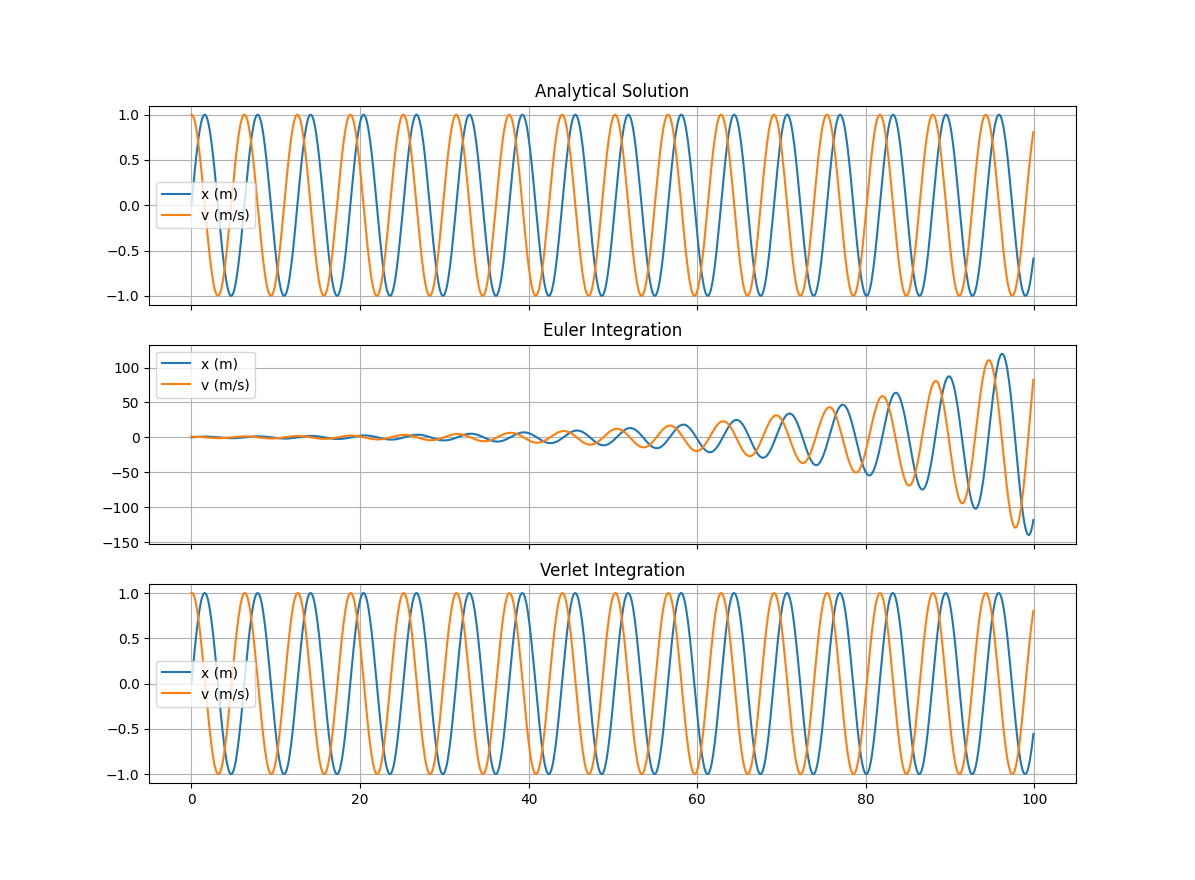 Analytical Solution
1.0
0.5
0.0
−0.5
−1.0
x (m)
v (m/s)
Euler Integration
100
50
0
−50
−100
−150
x (m)
v (m/s)
Verlet Integration
1.0
0.5
0.0
−0.5
−1.0
x (m)
v (m/s)
0 20 40 60 80 100